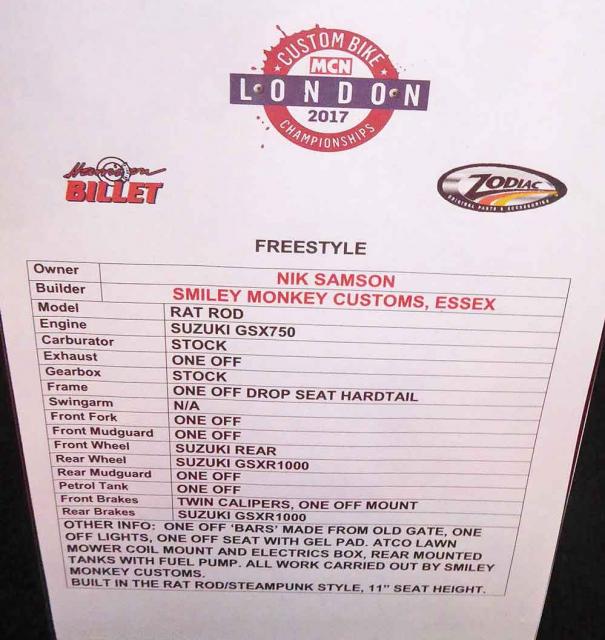 CUSTOM BIKE
MCN
LONDON
2017
CHAMPIONSHIPS
BILLET
ZODIAC
ORIGINAL PARTS & ACCESSORIES
FREESTYLE
Owner NIK SAMSON
Builder SMILEY MONKEY CUSTOMS, ESSEX
Model RAT ROD
Engine SUZUKI GSX750
Carburator STOCK
Exhaust ONE OFF
Gearbox STOCK
Frame ONE OFF DROP SEAT HARDTAIL
Swingarm N/A
Front Fork ONE OFF
Front Mudguard ONE OFF
Front Wheel SUZUKI REAR
Rear Wheel SUZUKI GSXR1000
Rear Mudguard ONE OFF
Petrol Tank ONE OFF
Front Brakes TWIN CALIPERS, ONE OFF MOUNT
Rear Brakes SUZUKI GSXR1000
OTHER INFO: ONE OFF ‘BARS’ MADE FROM OLD GATE, ONE
OFF LIGHTS, ONE OFF SEAT WITH GEL PAD. ATCO LAWN
MOWER COIL MOUNT AND ELECTRICS BOX, REAR MOUNTED
TANKS WITH FUEL PUMP. ALL WORK CARRIED OUT BY SMILEY
MONKEY CUSTOMS.
BUILT IN THE RAT ROD/STEAMPUNK STYLE, 11” SEAT HEIGHT.